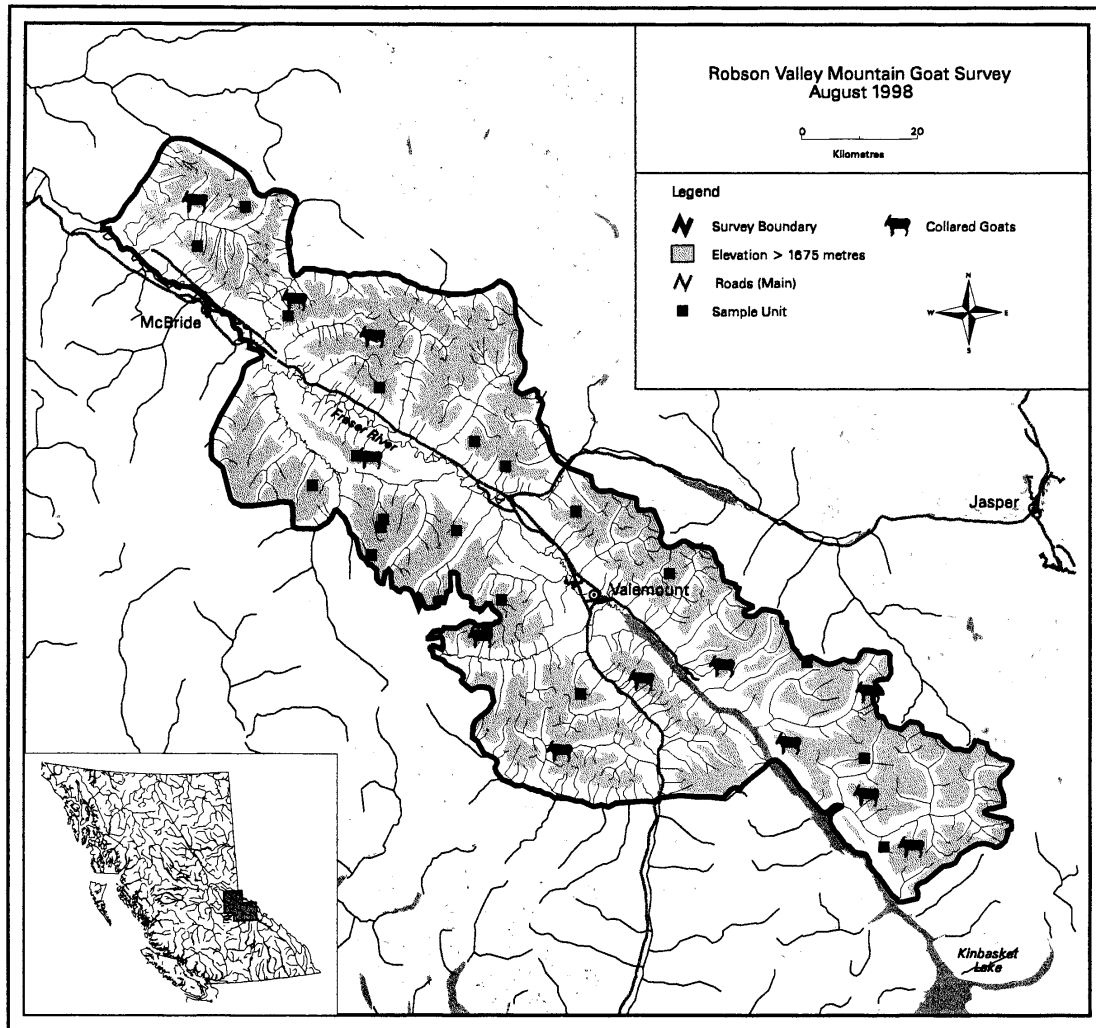 Robson Valley Mountain Goat Survey
August 1998
0 20
Kilometres
Legend
Survey Boundary
Collared Goats
Elevation > 1675 metres
Roads (Main)
Sample Unit
N
W E
S
McBride
Fraser River
Jasper
Valemount
Kinbasket
Lake